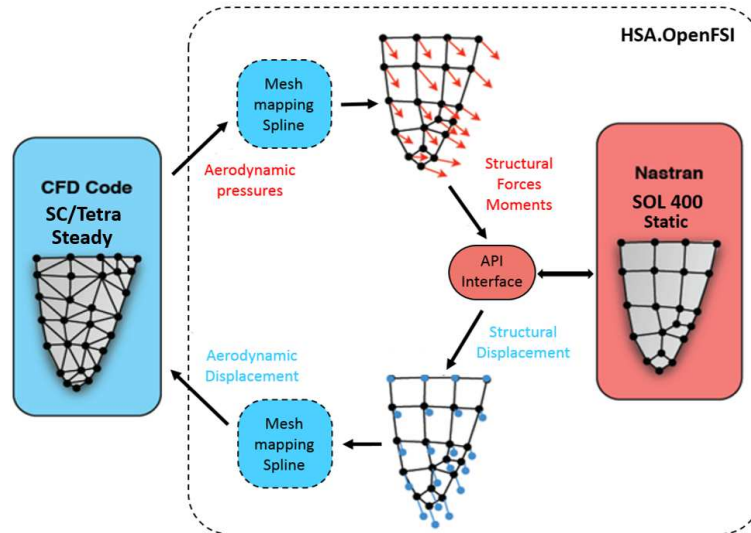 HSA.OpenFSI
Mesh
mapping
Spline
Aerodynamic
pressures
Structural
Forces
Moments
CFD Code
SC/Tetra
Steady
Nastran
SOL 400
Static
API
Interface
Aerodynamic
Displacement
Structural
Displacement
Mesh
mapping
Spline